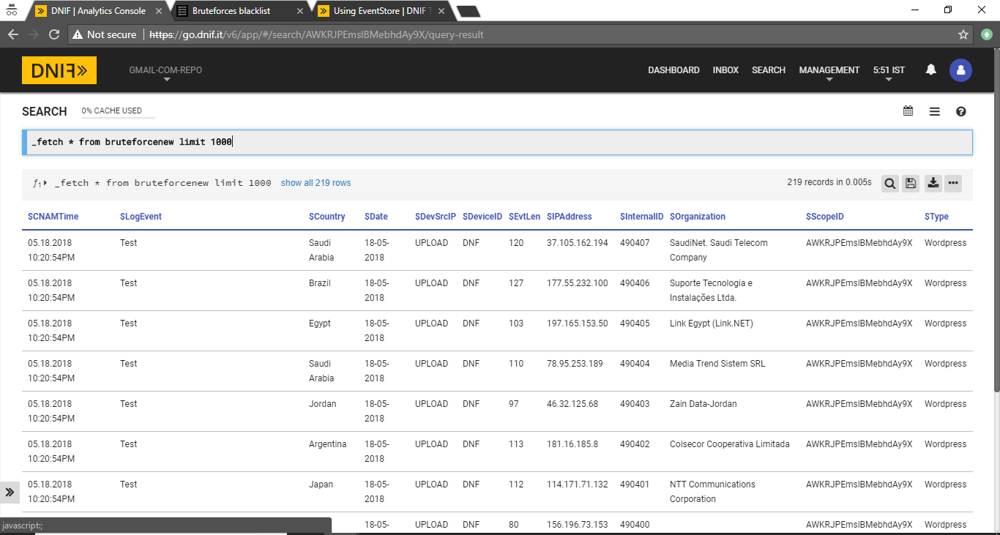 DNIF | Analytics Console
Bruteforces blacklist
Using EventStore | DNIF
Not secure | https://go.dnif.it/v6/app/#/search/AWKRJPEmslBMebhdAy9X/query-result
DNIF»
GMAIL-COM-REPO
DASHBOARD INBOX SEARCH MANAGEMENT 5:51 IST
SEARCH 0% CACHE USED
_fetch * from bruteforcenew limit 1000
_fetch * from bruteforcenew limit 1000 show all 219 rows 219 records in 0.005s
$CNAMTime $LogEvent $Country $Date $DevSrcIP $DeviceID $EvtLen $IPAddress $InternalID $Organization $ScopeID $Type
05.18.2018 Test Saudi 18-05- UPLOAD DNF 120 37.105.162.194 490407 SaudiNet. Saudi Telecom AWKRJPEmslBMebhdAy9X Wordpress
10:20:54PM Arabia 2018 Company
05.18.2018 Test Brazil 18-05- UPLOAD DNF 127 177.55.232.100 490406 Suporte Tecnologia e AWKRJPEmslBMebhdAy9X Wordpress
10:20:54PM 2018 Instalações Ltda.
05.18.2018 Test Egypt 18-05- UPLOAD DNF 103 197.165.153.50 490405 Link Egypt (Link.NET) AWKRJPEmslBMebhdAy9X Wordpress
10:20:54PM 2018
05.18.2018 Test Saudi 18-05- UPLOAD DNF 110 78.95.253.189 490404 Media Trend Sistem SRL AWKRJPEmslBMebhdAy9X Wordpress
10:20:54PM Arabia 2018
05.18.2018 Test Jordan 18-05- UPLOAD DNF 97 46.32.125.68 490403 Zain Data-Jordan AWKRJPEmslBMebhdAy9X Wordpress
10:20:54PM 2018
05.18.2018 Test Argentina 18-05- UPLOAD DNF 113 181.16.185.8 490402 Colsecor Cooperativa Limitada AWKRJPEmslBMebhdAy9X Wordpress
10:20:54PM 2018
05.18.2018 Test Japan 18-05- UPLOAD DNF 112 114.171.71.132 490401 NTT Communications AWKRJPEmslBMebhdAy9X Wordpress
10:20:54PM 2018 Corporation
18-05- UPLOAD DNF 80 156.196.73.153 490400 AWKRJPEmslBMebhdAy9X Wordpress
javascript:;